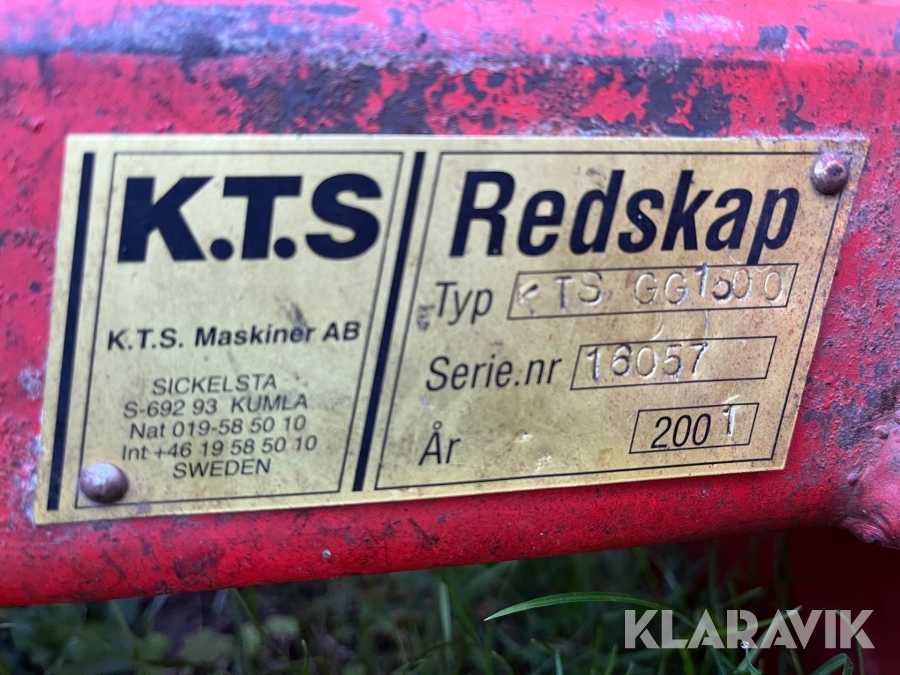 K.T.S
K.T.S. Maskiner AB
SICKELSTA
S-692 93 KUMLA
Nat 019-58 50 10
Int +46 19 58 50 10
SWEDEN
Redskap
Typ KTS GG1500
Serie.nr 16057
År 2001
KLARAVIK